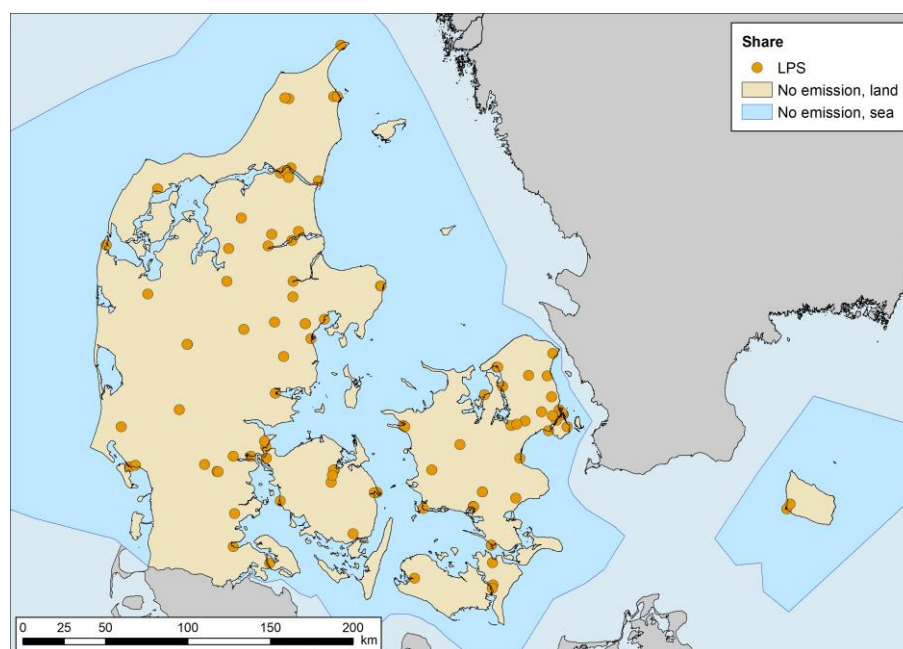 Share
LPS
No emission, land
No emission, sea
0 25 50 100 150 200
km